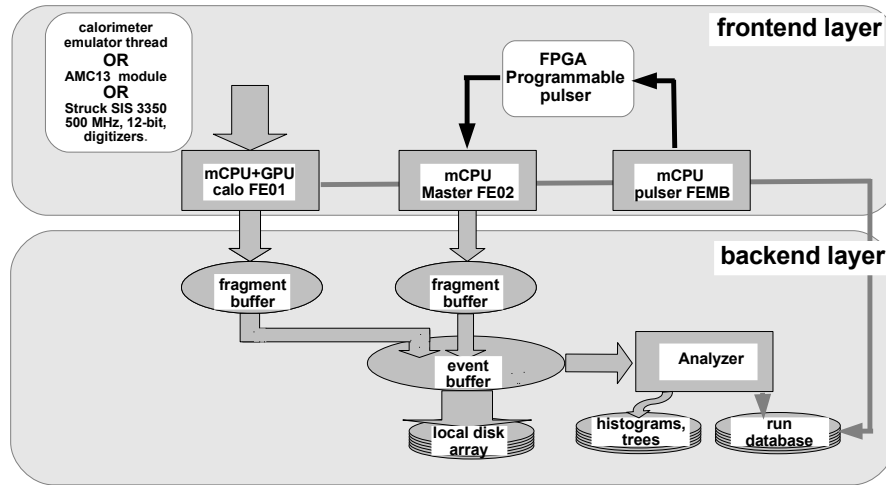 frontend layer
calorimeter
emulator thread
OR
AMC13 module
OR
Struck SIS 3350
500 MHz, 12-bit,
digitizers.
FPGA
Programmable
pulser
mCPU+GPU
calo FE01
mCPU
Master FE02
mCPU
pulser FEMB
backend layer
fragment
buffer
fragment
buffer
event
buffer
Analyzer
local disk
array
histograms,
trees
run
database